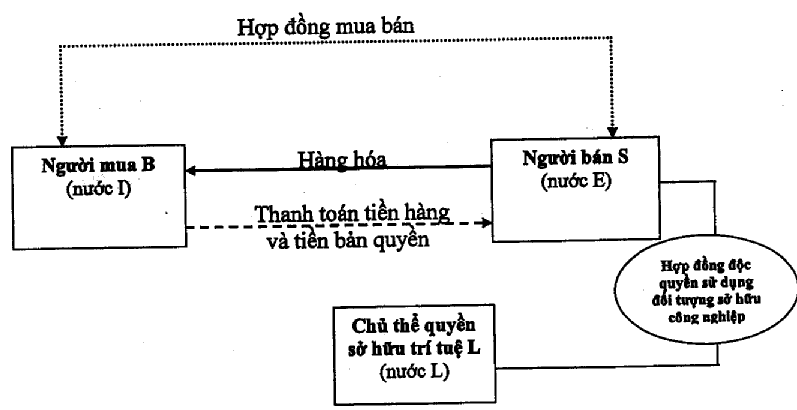 Hợp đồng mua bán
Người mua B
(nước I)
Hàng hóa
Người bán S
(nước E)
Thanh toán tiền hàng
và tiền bản quyền
Hợp đồng độc
quyền sử dụng
đối tượng sở hữu
công nghiệp
Chủ thể quyền
sở hữu trí tuệ L
(nước L)